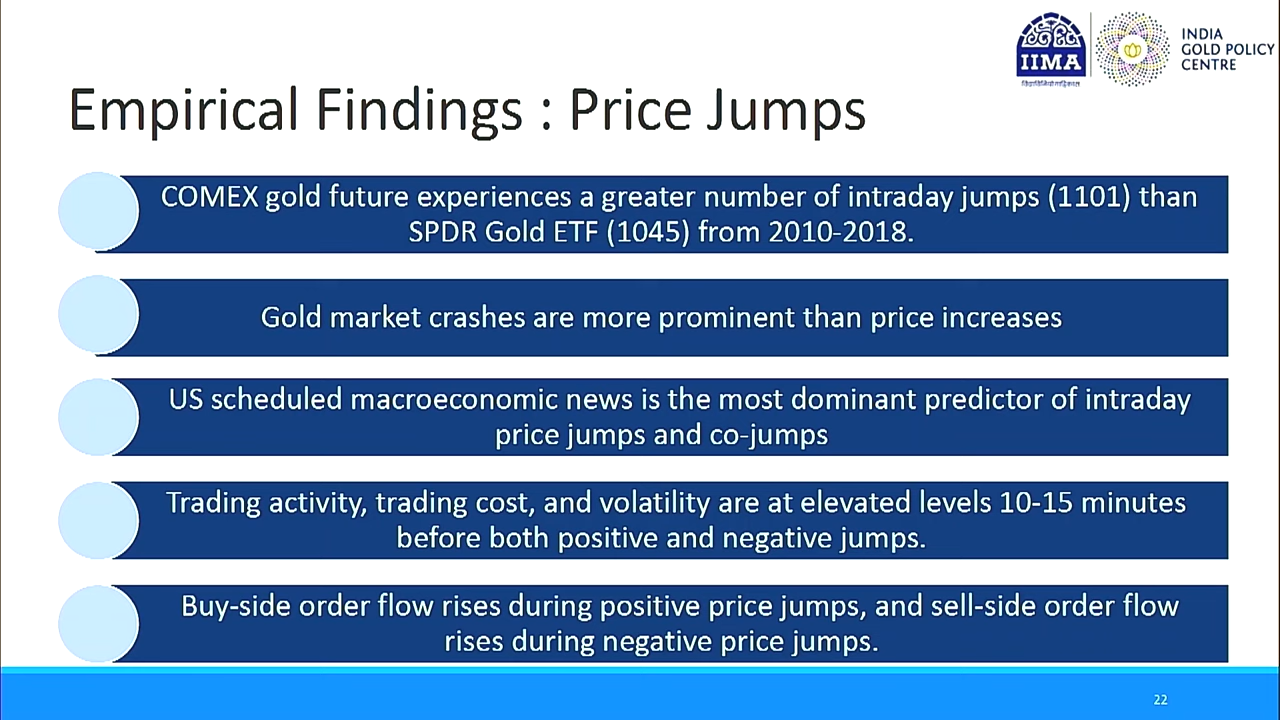 IIMA
INDIA
GOLD POLICY
CENTRE
Empirical Findings : Price Jumps
COMEX gold future experiences a greater number of intraday jumps (1101) than
SPDR Gold ETF (1045) from 2010-2018.
Gold market crashes are more prominent than price increases
US scheduled macroeconomic news is the most dominant predictor of intraday
price jumps and co-jumps
Trading activity, trading cost, and volatility are at elevated levels 10-15 minutes
before both positive and negative jumps.
Buy-side order flow rises during positive price jumps, and sell-side order flow
rises during negative price jumps.
22